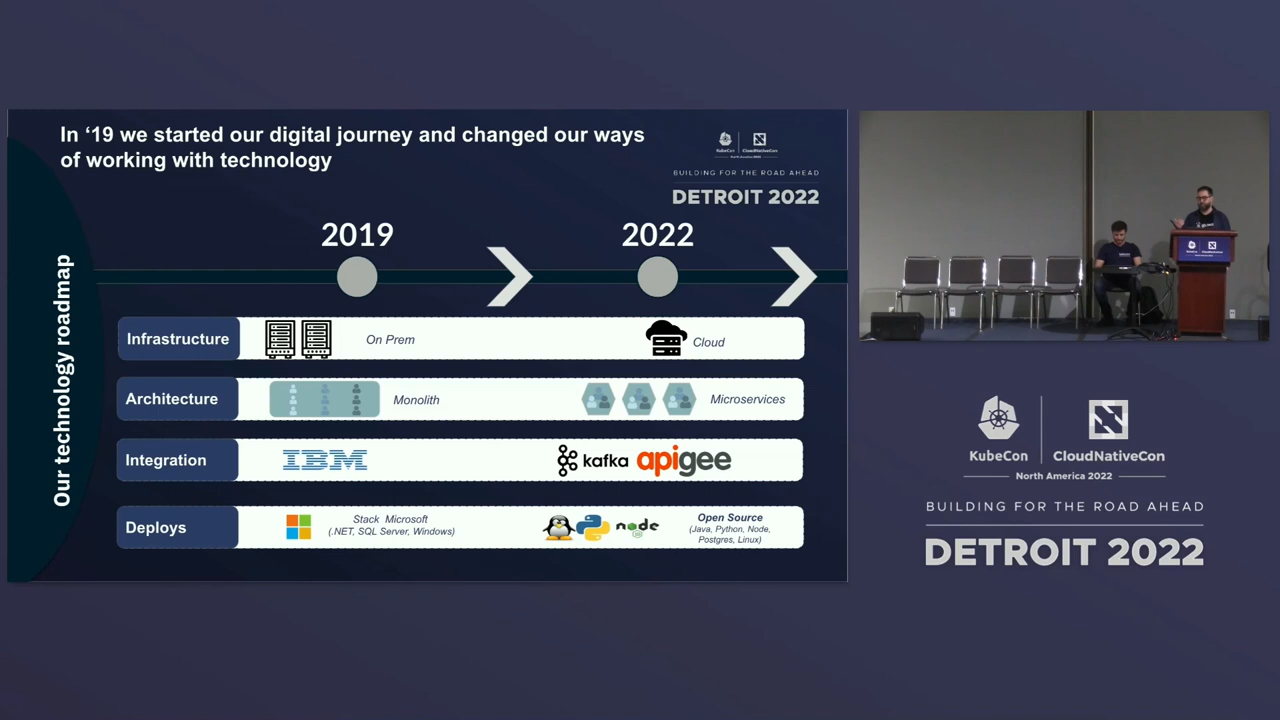 In ‘19 we started our digital journey and changed our ways
of working with technology
KubeCon
CloudNativeCon
BUILDING FOR THE ROAD AHEAD
DETROIT 2022
Our technology roadmap
2019
2022
Infrastructure
On Prem
Cloud
Architecture
Monolith
Microservices
Integration
IBM
kafka
apigee
Deploys
Stack Microsoft
(.NET, SQL Server, Windows)
node
Open Source
(Java, Python, Node,
Postgres, Linux)
KubeCon
CloudNativeCon
North America 2022
BUILDING FOR THE ROAD AHEAD
DETROIT 2022